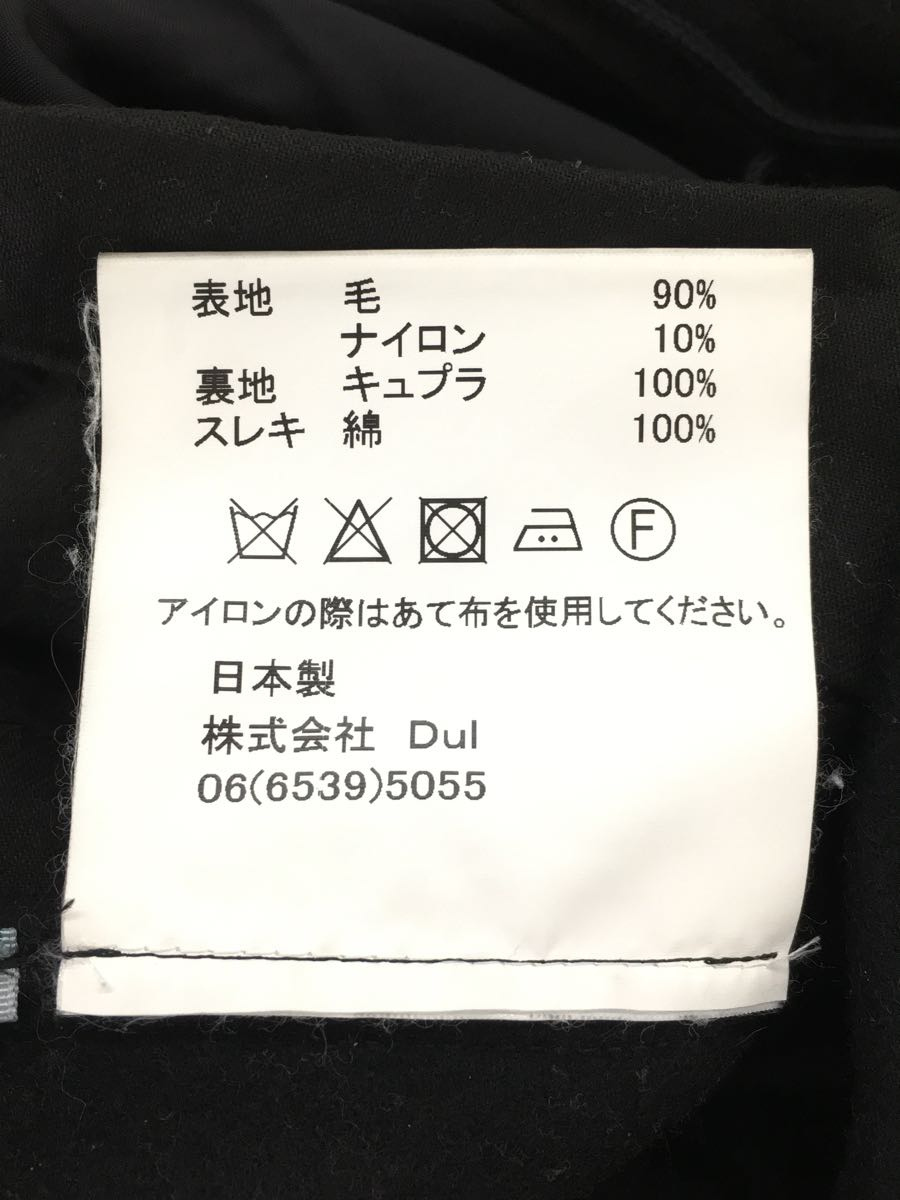 表地 毛 90%
ナイロン 10%
裏地 キュプラ 100%
スレキ 綿 100%
F
アイロンの際はあて布を使用してください。
日本製
株式会社 Dul
06(6539)5055